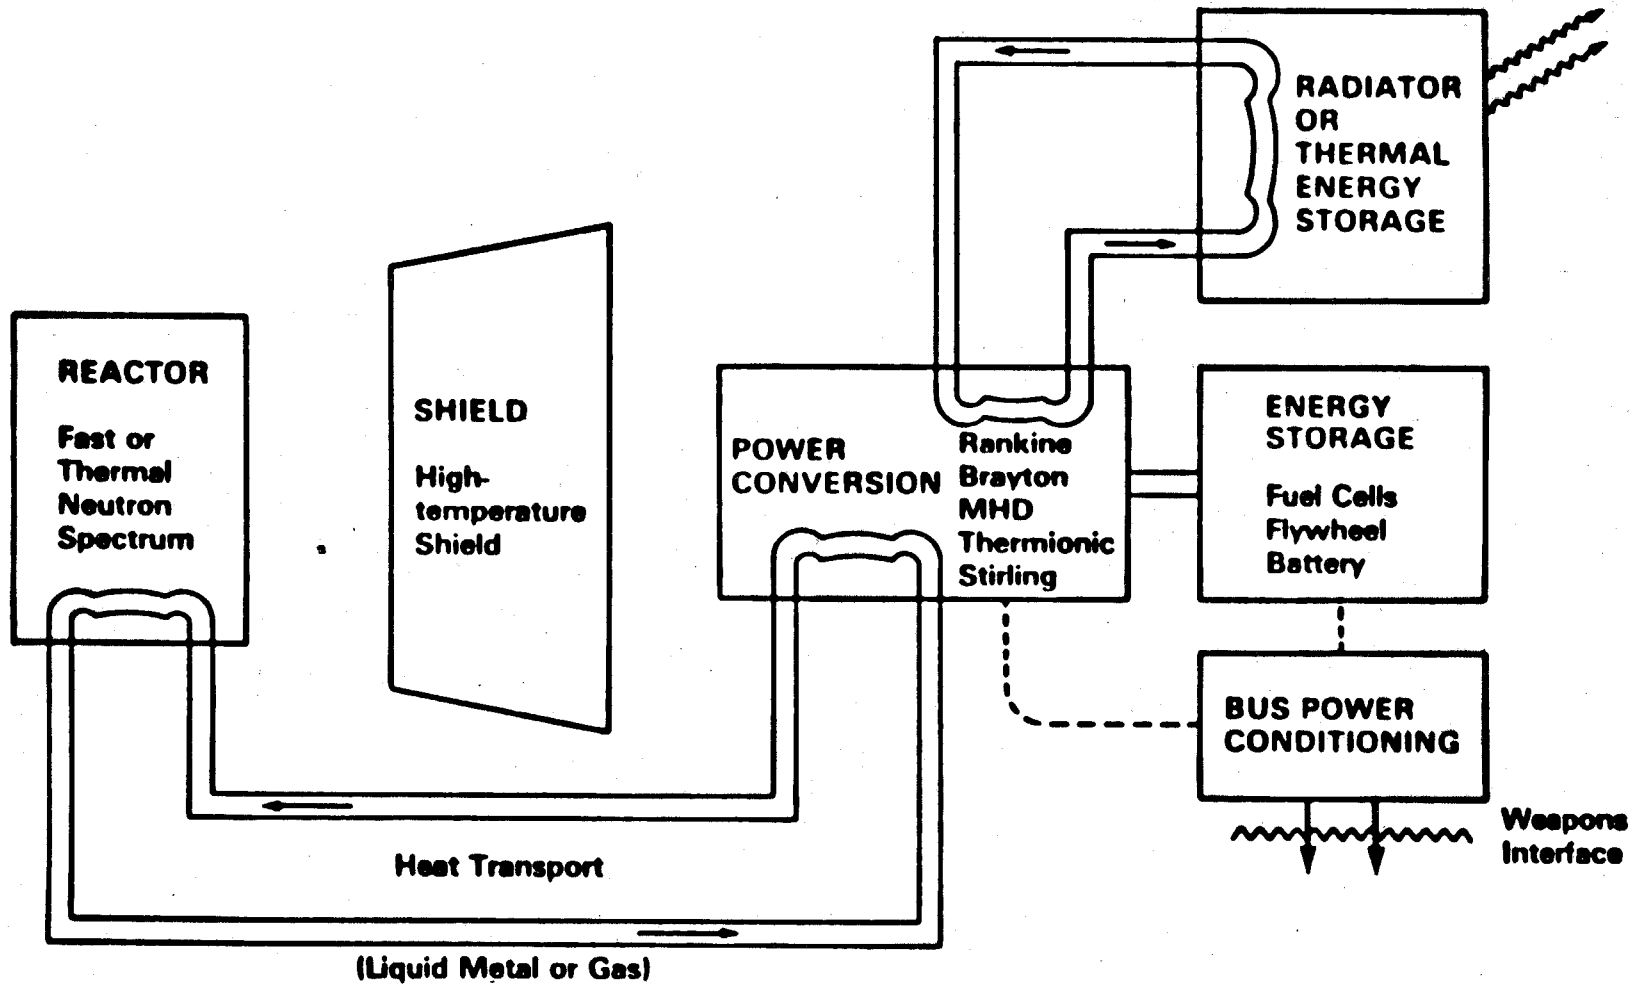 RADIATOR
OR
THERMAL
ENERGY
STORAGE
REACTOR
Fast or
Thermal
Neutron
Spectrum
SHIELD
High-
temperature
Shield
POWER
CONVERSION
Rankine
Brayton
MHD
Thermionic
Stirling
ENERGY
STORAGE
Fuel Cells
Flywheel
Battery
BUS POWER
CONDITIONING
Weapons
Interface
Heat Transport
(Liquid Metal or Gas)